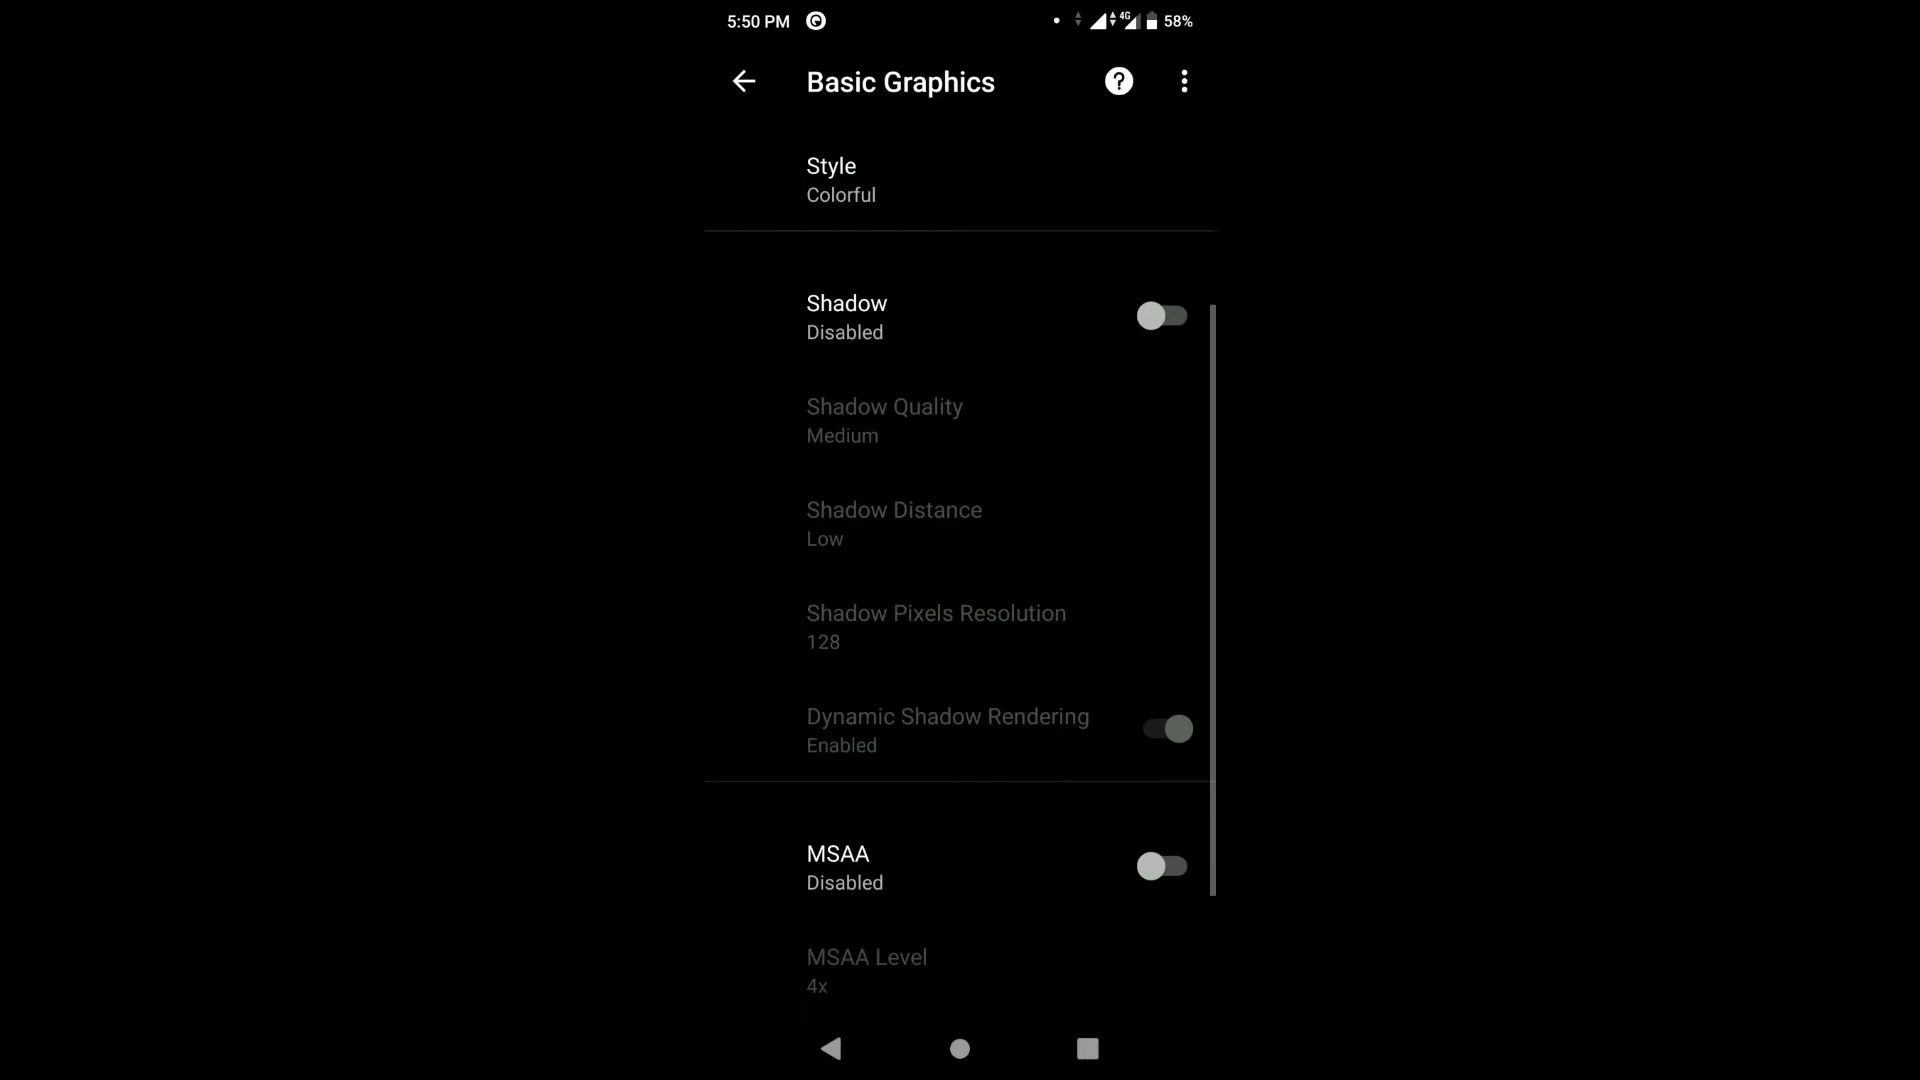 5:50 PM
4G
58%
Basic Graphics
Style
Colorful
Shadow
Disabled
Shadow Quality
Medium
Shadow Distance
Low
Shadow Pixels Resolution
128
Dynamic Shadow Rendering
Enabled
MSAA
Disabled
MSAA Level
4x